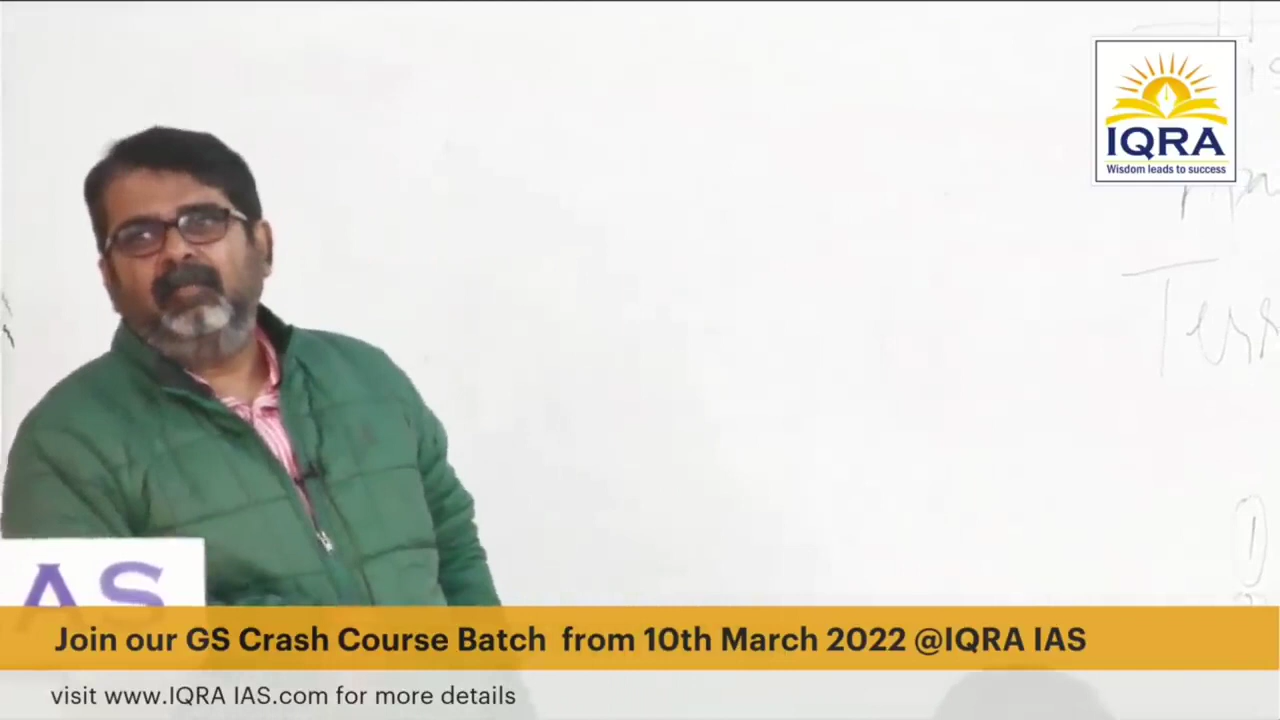 IQRA
Wisdom leads to success
AS
Join our GS Crash Course Batch from 10th March 2022 @IQRA IAS
visit www.IQRA IAS.com for more details